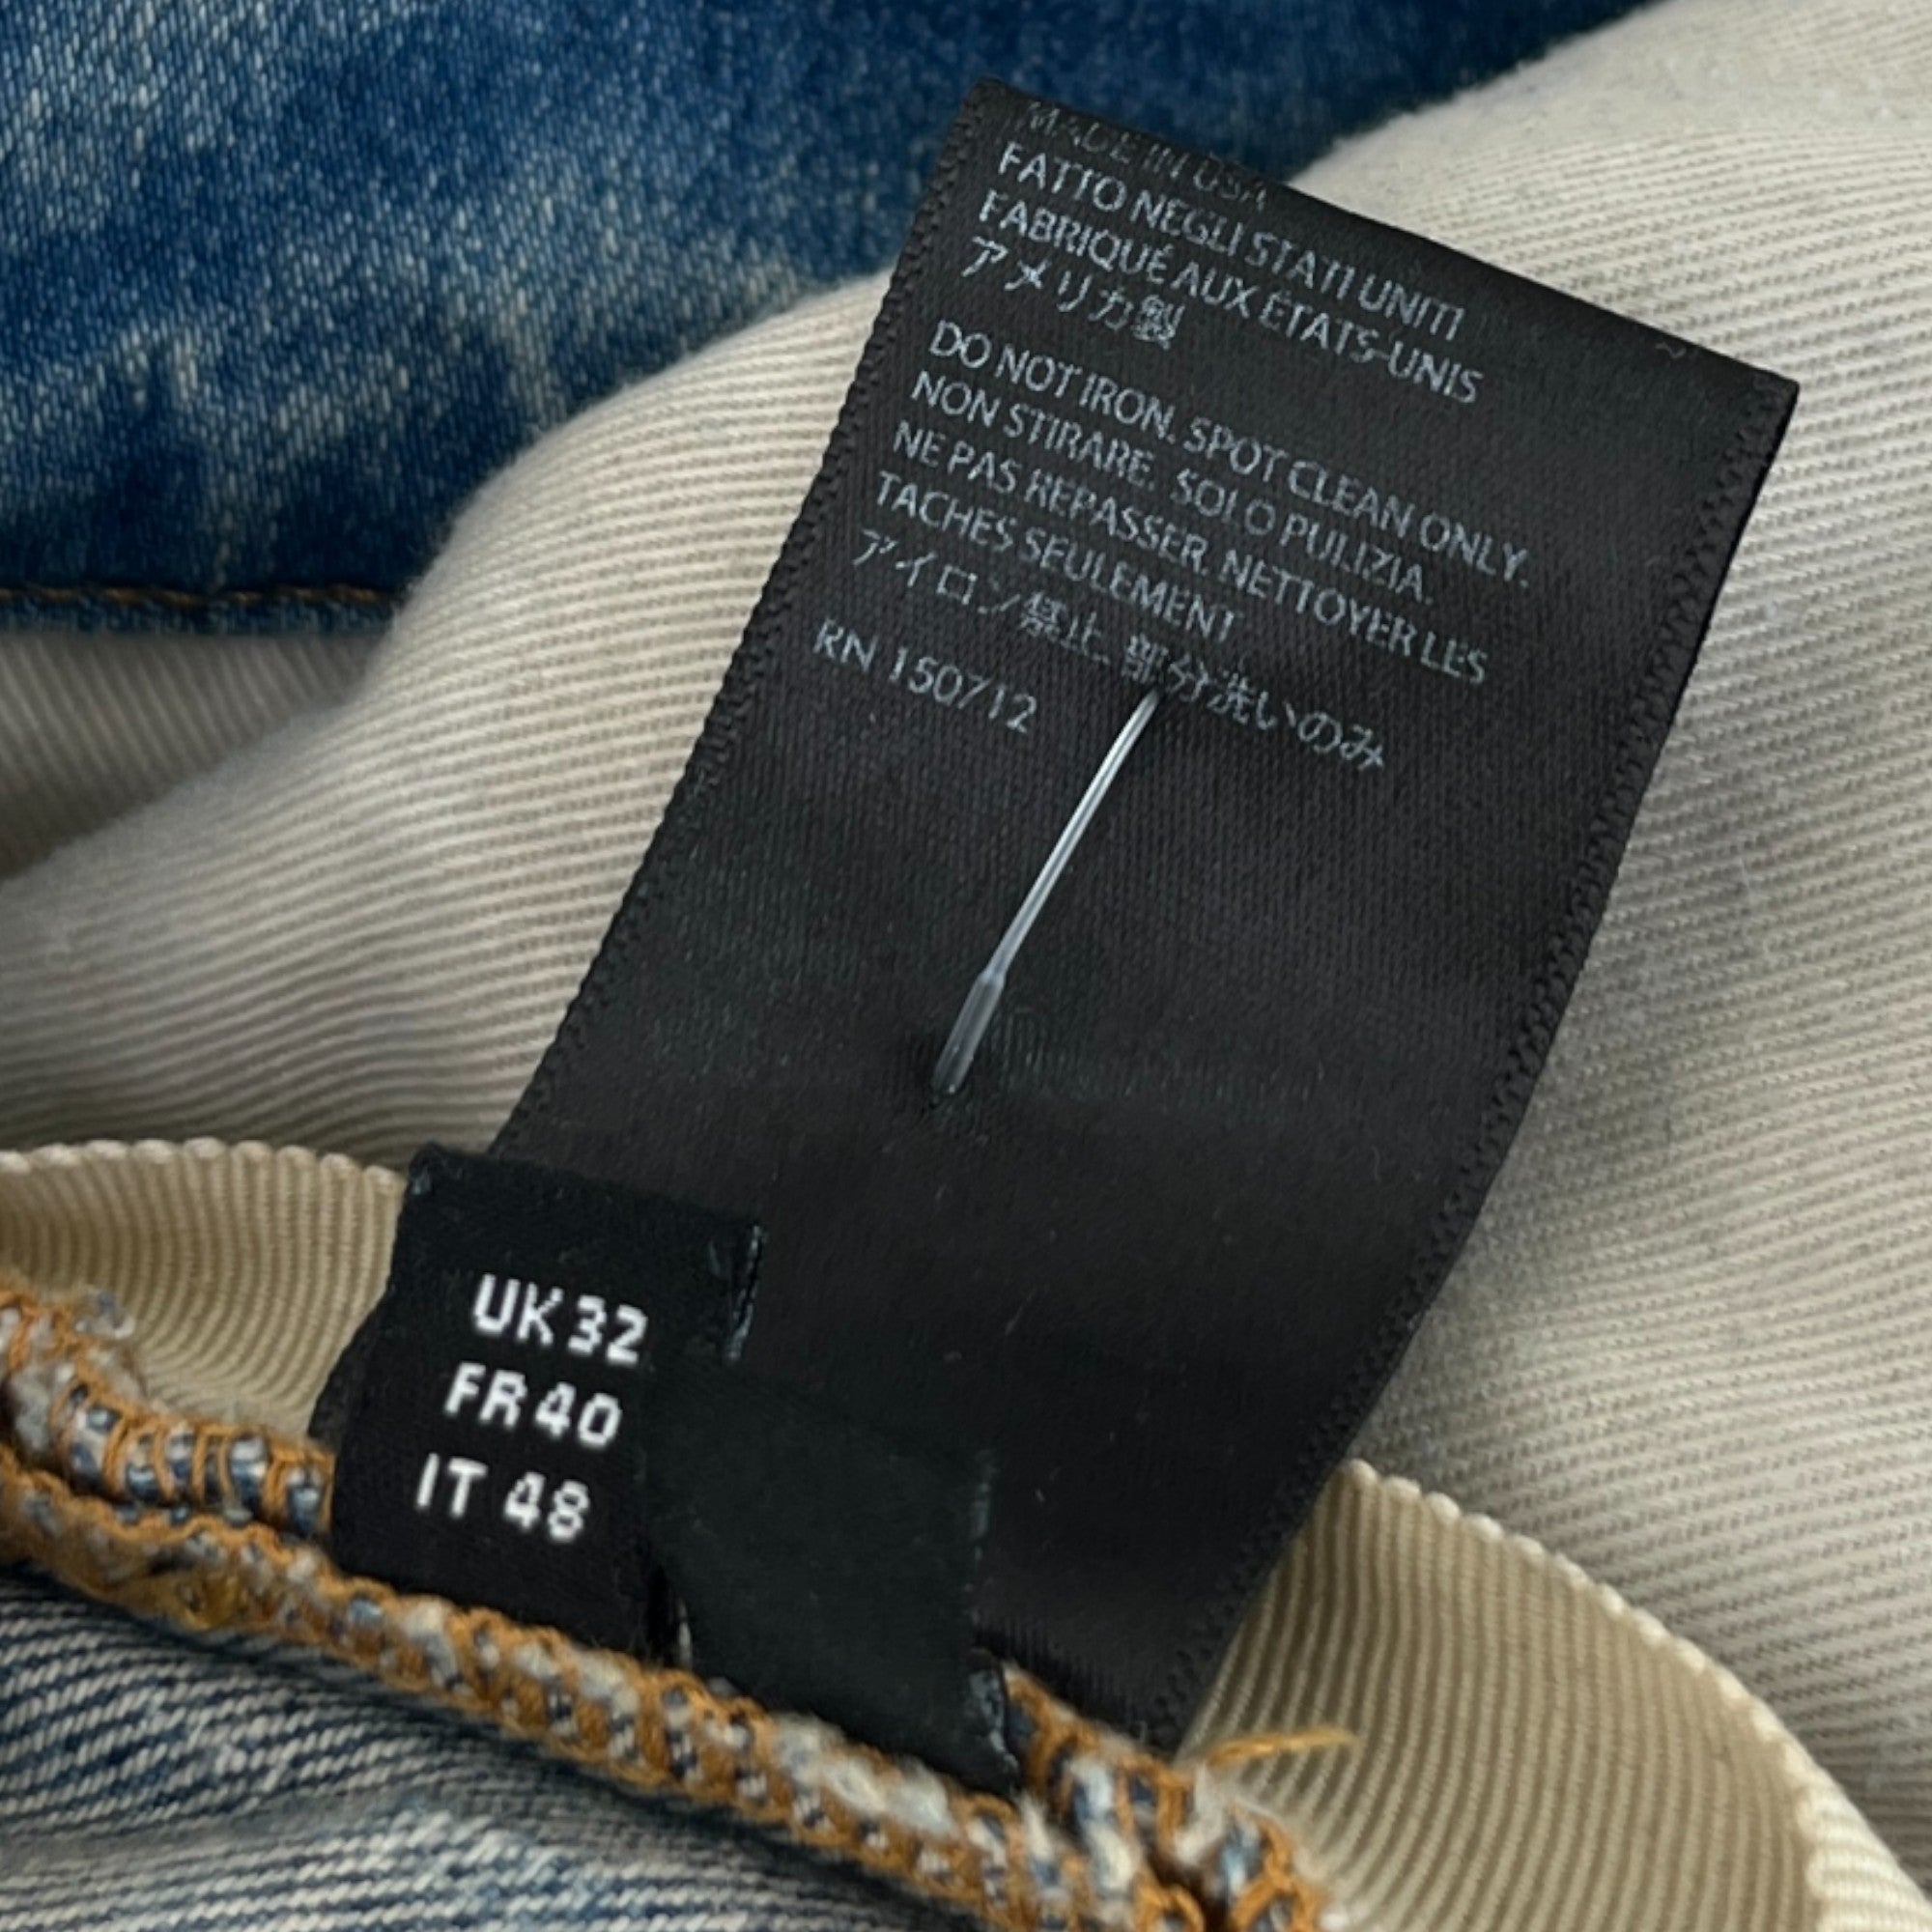 MADE IN USA
FATTO NEGLI STATI UNITI
FABRIQUÉ AUX ÉTATS-UNIS
アメリカ製
DO NOT IRON. SPOT CLEAN ONLY.
NON STIRARE. SOLO PULIZIA.
NE PAS REPASSER. NETTOYER LES
TACHES SEULEMENT
アイロン禁止. 部分洗いのみ
RN 150712
UK 32
FR 40
IT 48